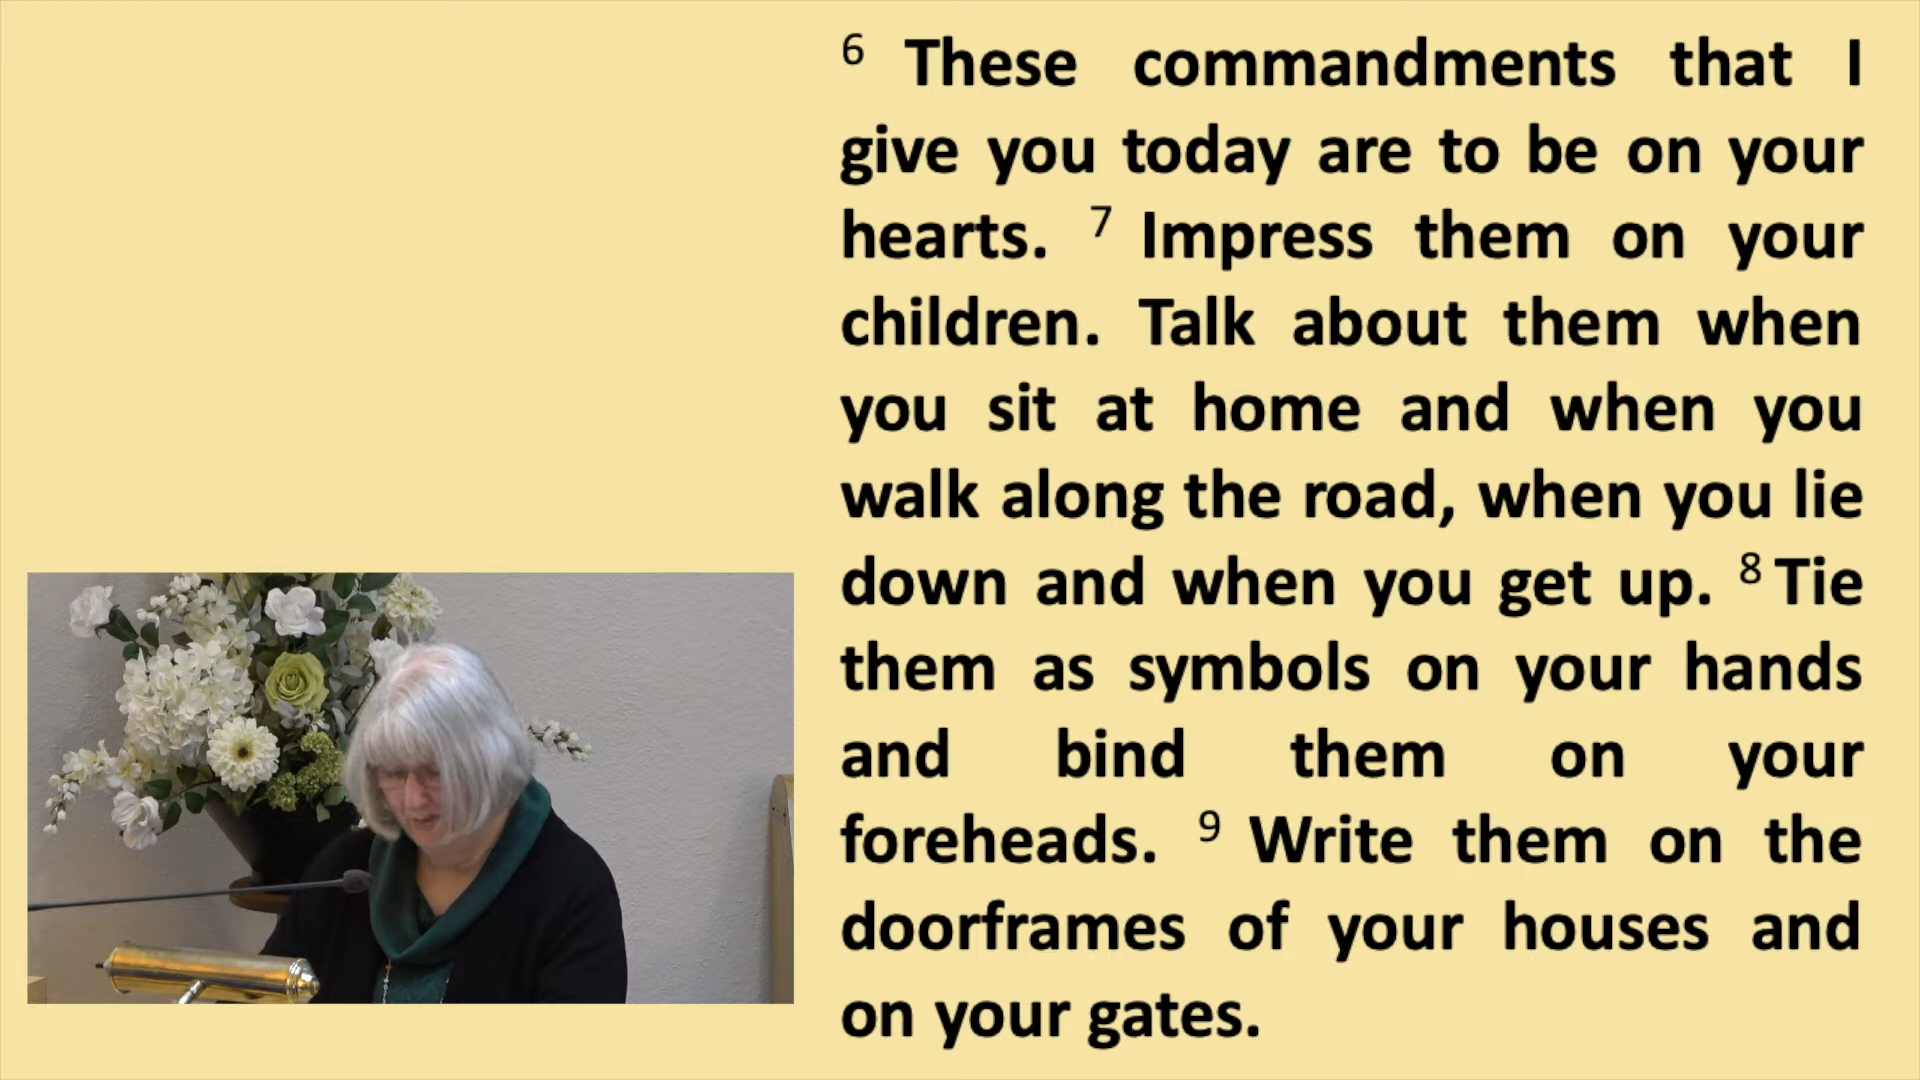 6 These commandments that I
give you today are to be on your
hearts. 7 Impress them on your
children. Talk about them when
you sit at home and when you
walk along the road, when you lie
down and when you get up. 8 Tie
them as symbols on your hands
and bind them on your
foreheads. 9 Write them on the
doorframes of your houses and
on your gates.